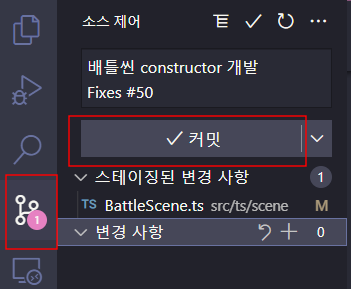 소스 제어
배틀씬 constructor 개발
Fixes #50
커밋
스테이징된 변경 사항 1
TS BattleScene.ts src/ts/scene M
1
변경 사항 0